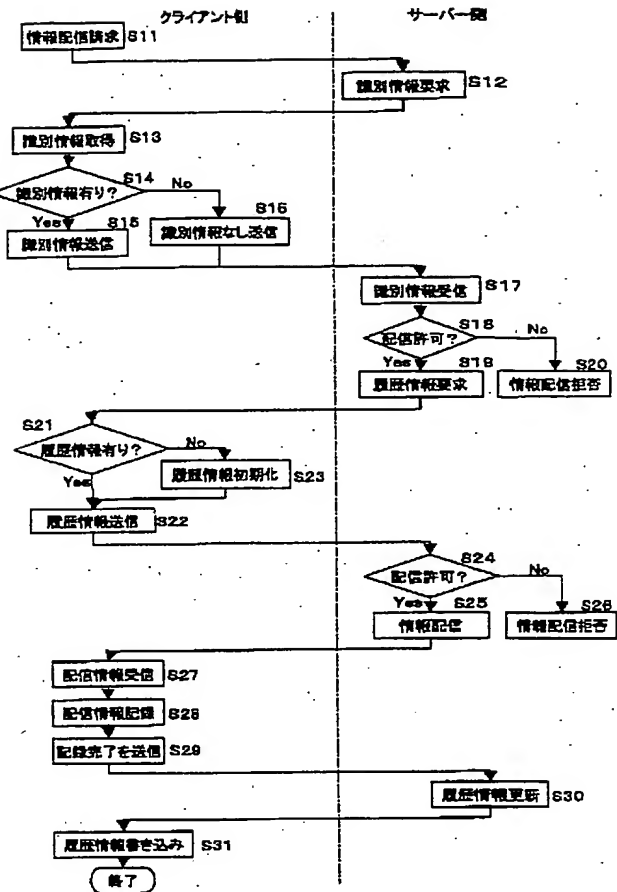 クライアント側 サーバー側
情報配信請求 S11
識別情報要求 S12
識別情報取得 S13
識別情報有り? S14
No
Yes
識別情報送信 S15
識別情報なし送信 S16
識別情報受信 S17
配信許可? S18
No
Yes
履歴情報要求 S19
情報配信拒否 S20
履歴情報有り? S21
No
Yes
履歴情報初期化 S23
履歴情報送信 S22
配信許可? S24
No
Yes
情報配信 S25
情報配信拒否 S26
配信情報受信 S27
配信情報記録 S28
記録完了を送信 S29
履歴情報更新 S30
履歴情報書き込み S31
終了